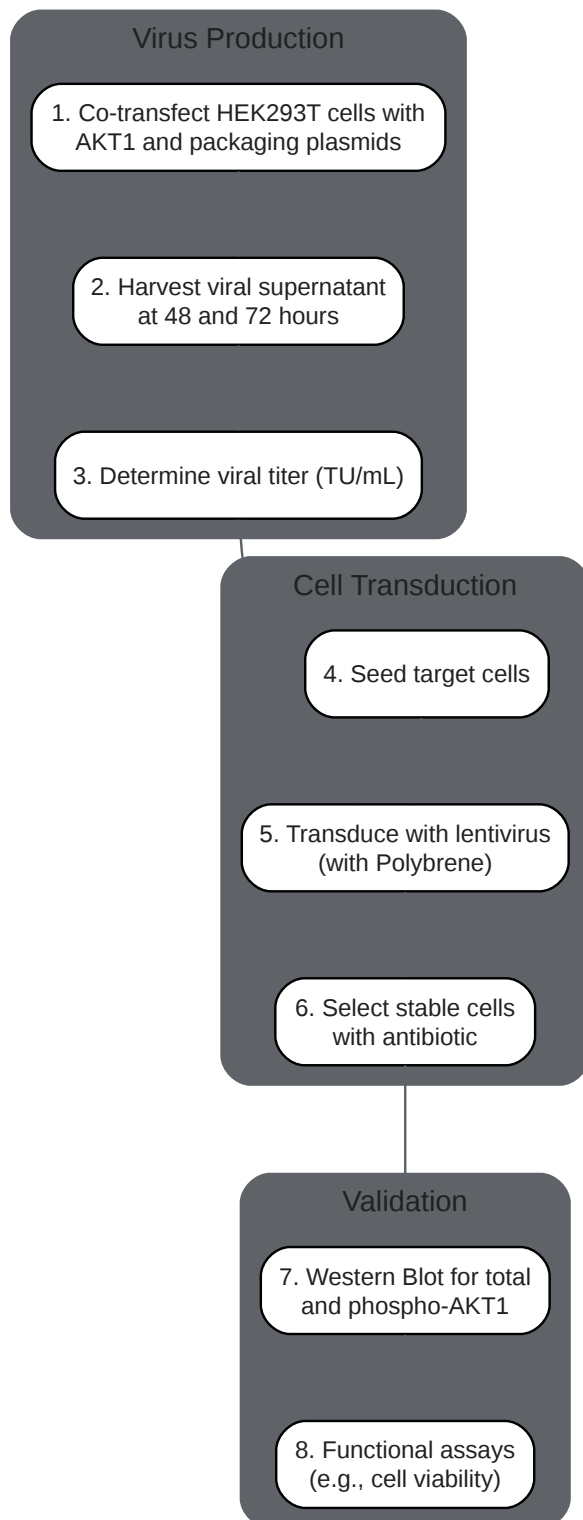 Virus Production
1. Co-transfect HEK293T cells with
AKT1 and packaging plasmids
2. Harvest viral supernatant
at 48 and 72 hours
3. Determine viral titer (TU/mL)
Cell Transduction
4. Seed target cells
5. Transduce with lentivirus
(with Polybrene)
6. Select stable cells
with antibiotic
Validation
7. Western Blot for total
and phospho-AKT1
8. Functional assays
(e.g., cell viability)